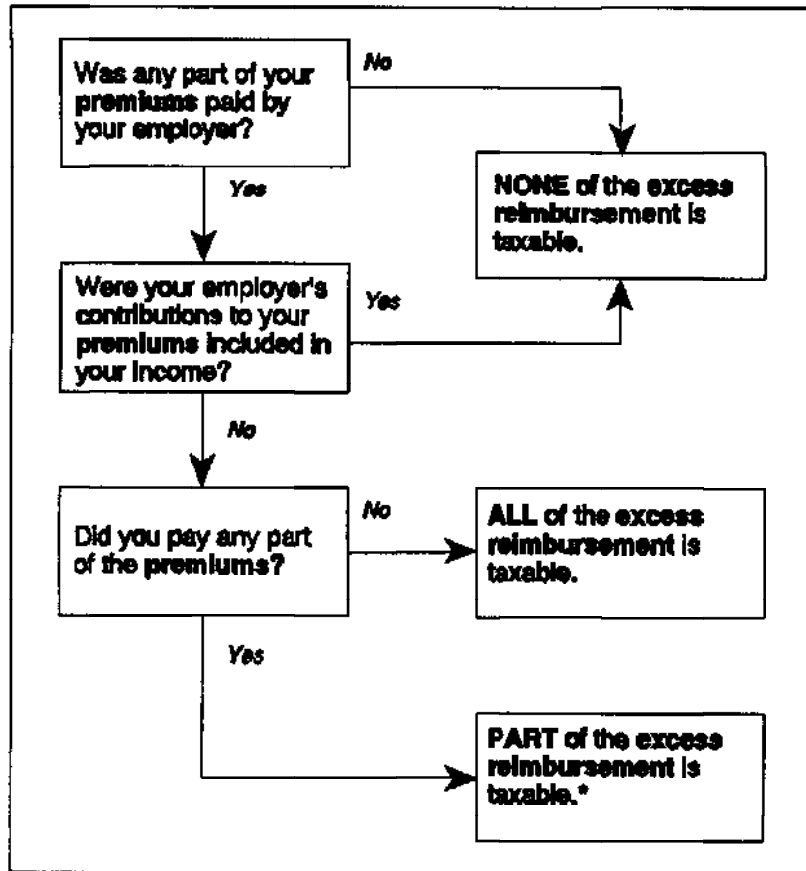 Was any part of your
premiums paid by
your employer?
No
Yes
NONE of the excess
reimbursement is
taxable.
Were your employer's
contributions to your
premiums included in
your income?
Yes
No
Did you pay any part
of the premiums?
No
ALL of the excess
reimbursement is
taxable.
Yes
PART of the excess
reimbursement is
taxable.*